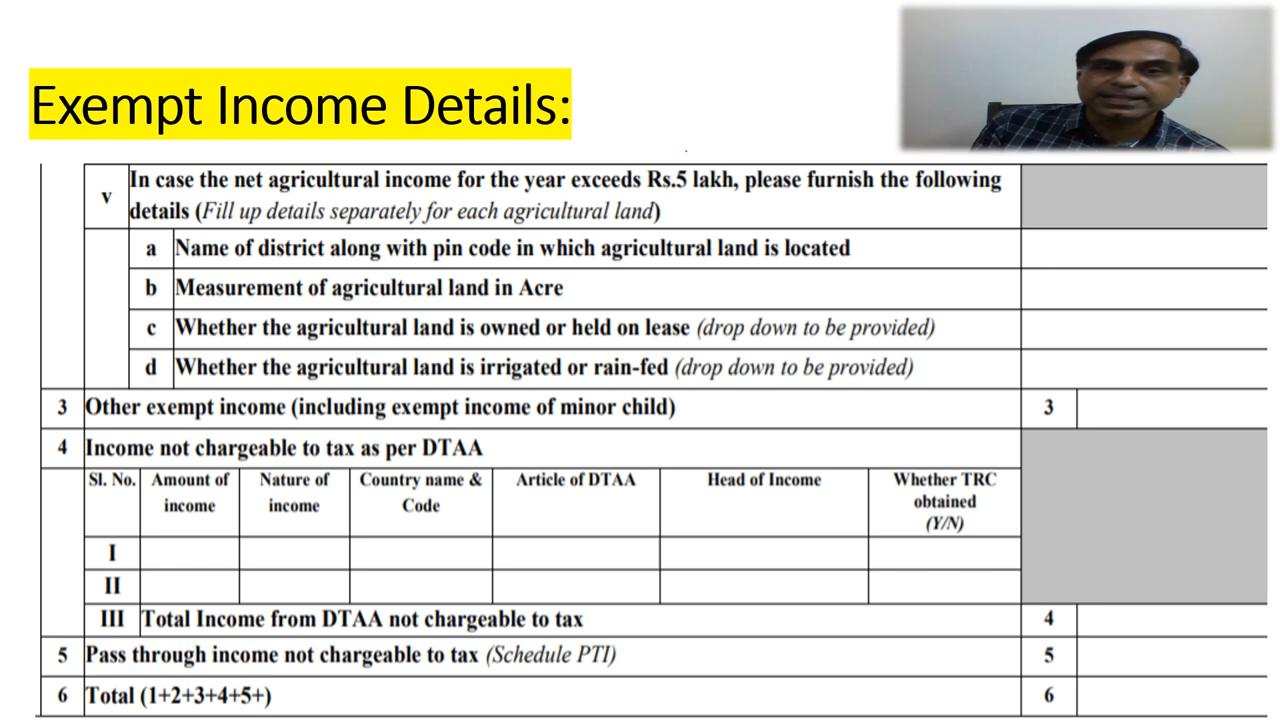 Exempt Income Details:
v In case the net agricultural income for the year exceeds Rs.5 lakh, please furnish the following
details (Fill up details separately for each agricultural land)
a Name of district along with pin code in which agricultural land is located
b Measurement of agricultural land in Acre
c Whether the agricultural land is owned or held on lease (drop down to be provided)
d Whether the agricultural land is irrigated or rain-fed (drop down to be provided)
3 Other exempt income (including exempt income of minor child) 3
4 Income not chargeable to tax as per DTAA
Sl. No. Amount of income Nature of income Country name & Code Article of DTAA Head of Income Whether TRC obtained (Y/N)
I
II
III Total Income from DTAA not chargeable to tax 4
5 Pass through income not chargeable to tax (Schedule PTI) 5
6 Total (1+2+3+4+5+) 6